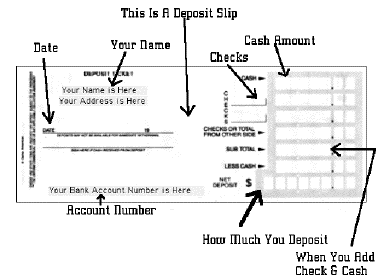 This Is A Deposit Slip
Your Name
Cash Amount
Date
Checks
DEPOSIT TICKET
CASH
Your Name is Here
Your Address is Here
DATE
19
CHECKS OR TOTAL
FROM OTHER SIDE
SUB TOTAL
LESS CASH
NET
DEPOSIT $
Your Bank Account Number is Here
Account Number
How Much You Deposit
When You Add
Check & Cash